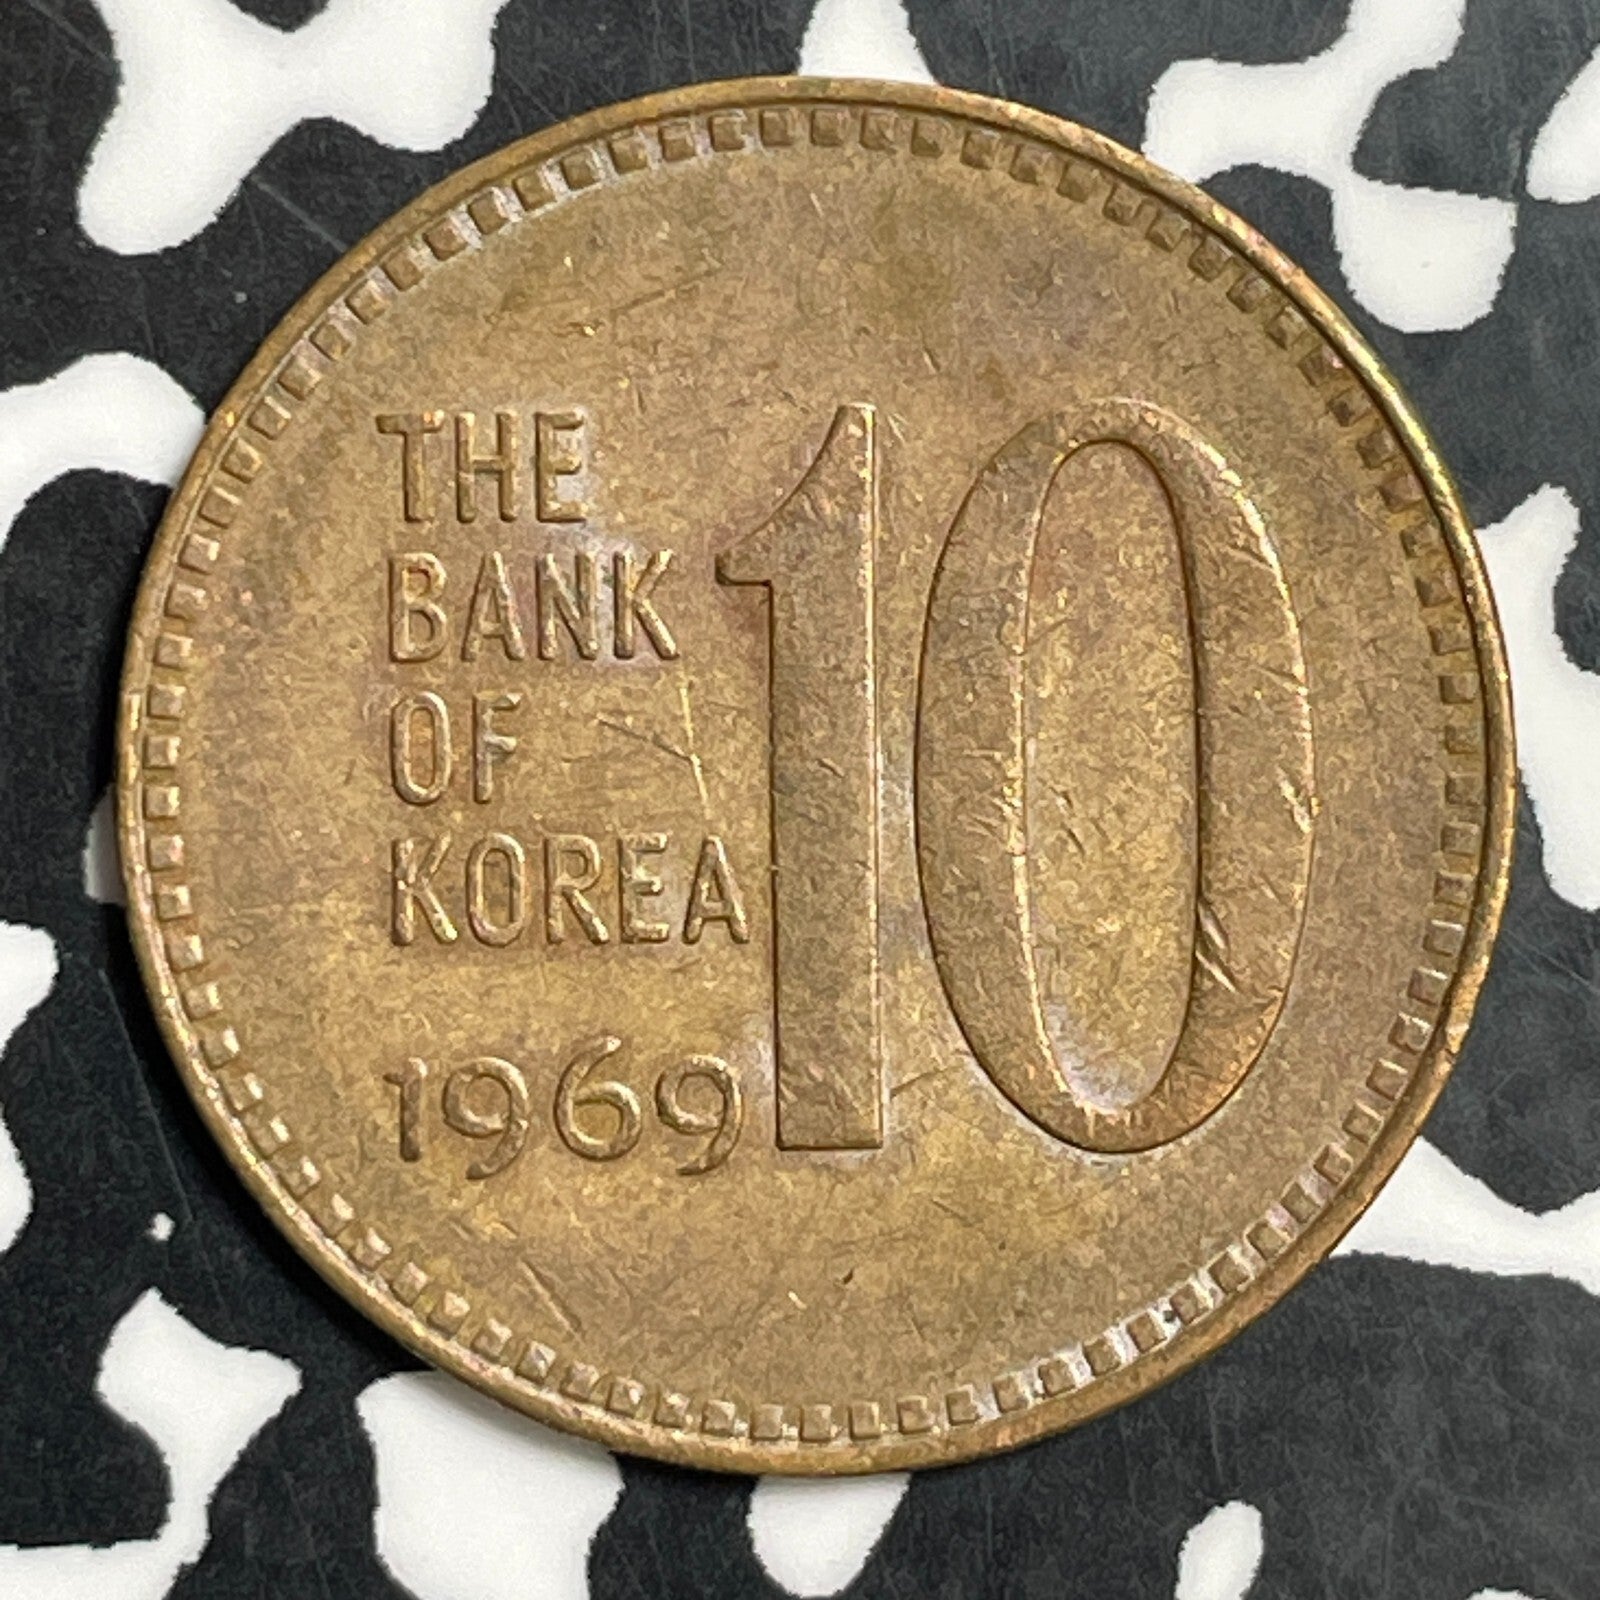 THE
BANK
OF
KOREA
1969
10